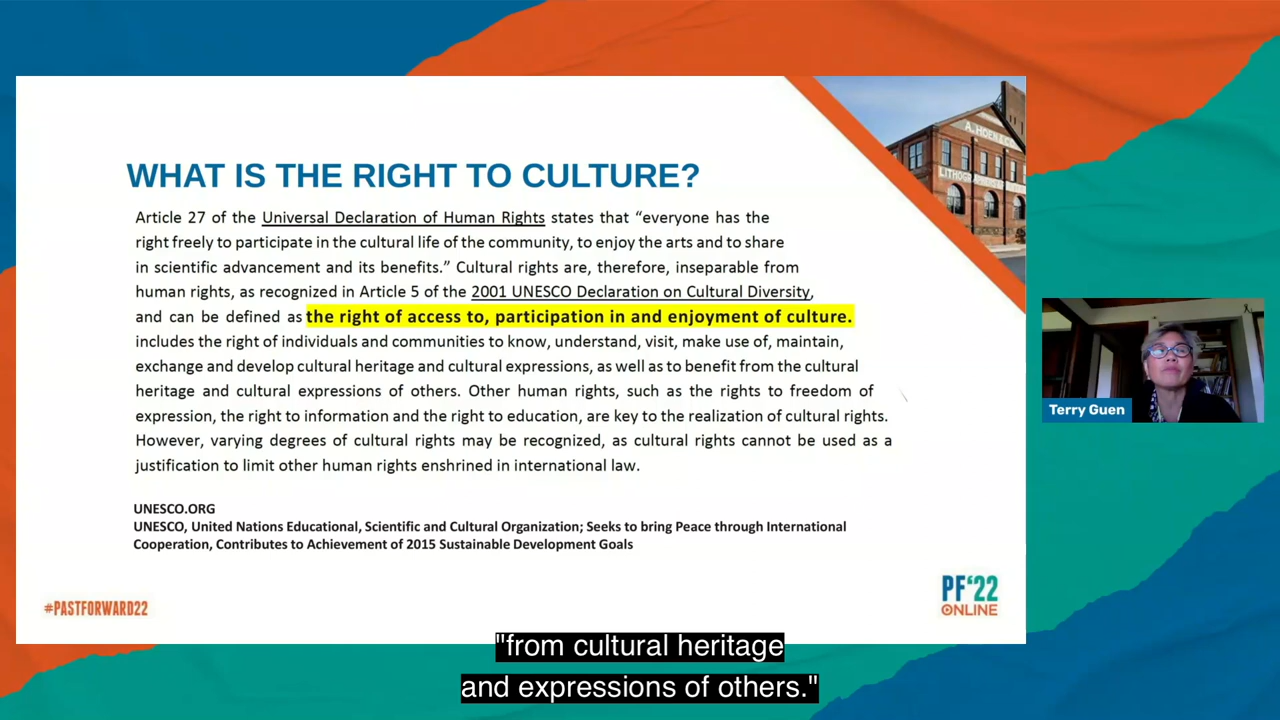 A. HOEN & CO.
WHAT IS THE RIGHT TO CULTURE?
Article 27 of the Universal Declaration of Human Rights states that “everyone has the
right freely to participate in the cultural life of the community, to enjoy the arts and to share
in scientific advancement and its benefits.” Cultural rights are, therefore, inseparable from
human rights, as recognized in Article 5 of the 2001 UNESCO Declaration on Cultural Diversity,
and can be defined as the right of access to, participation in and enjoyment of culture.
includes the right of individuals and communities to know, understand, visit, make use of, maintain,
exchange and develop cultural heritage and cultural expressions, as well as to benefit from the cultural
heritage and cultural expressions of others. Other human rights, such as the rights to freedom of
expression, the right to information and the right to education, are key to the realization of cultural rights.
However, varying degrees of cultural rights may be recognized, as cultural rights cannot be used as a
justification to limit other human rights enshrined in international law.
UNESCO.ORG
UNESCO, United Nations Educational, Scientific and Cultural Organization; Seeks to bring Peace through International
Cooperation, Contributes to Achievement of 2015 Sustainable Development Goals
#PASTFORWARD22
PF‘22
ONLINE
Terry Guen
"from cultural heritage
and expressions of others."